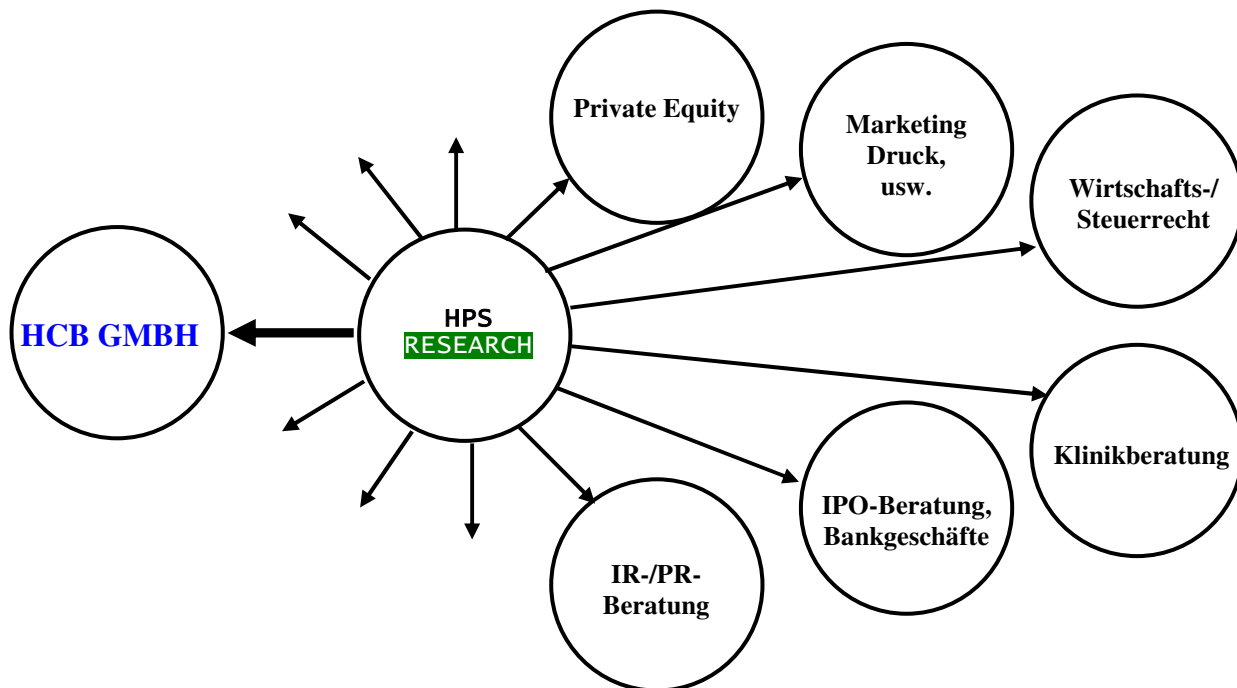 Private Equity
Marketing
Druck,
usw.
Wirtschafts-/
Steuerrecht
HCB GMBH
HPS
RESEARCH
Klinikberatung
IPO-Beratung,
Bankgeschäfte
IR-/PR-
Beratung